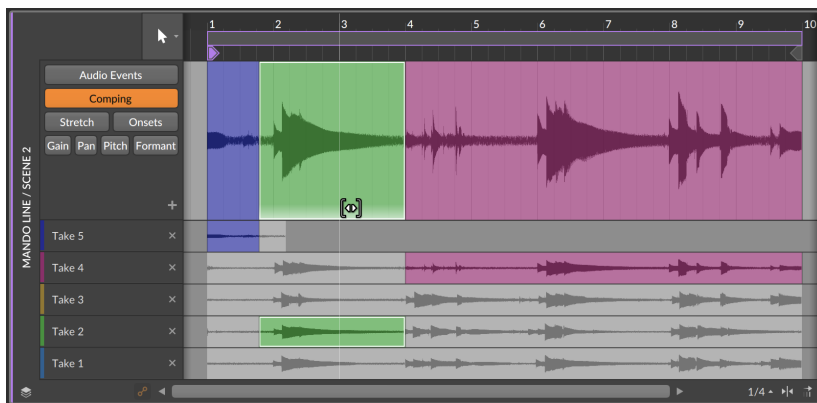 1 2 3 4 5 6 7 8 9 10
MANDO LINE / SCENE 2
Audio Events
Comping
Stretch Onsets
Gain Pan Pitch Formant
+
Take 5 ×
Take 4 ×
Take 3 ×
Take 2 ×
Take 1 ×
1/4